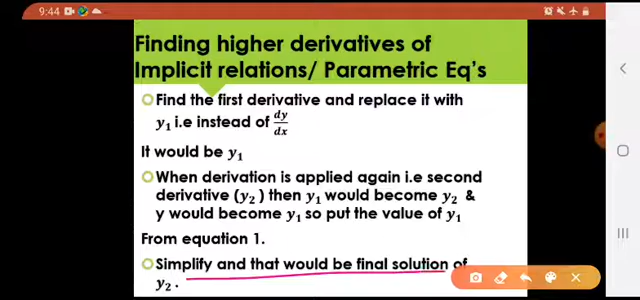 9:44
Finding higher derivatives of
Implicit relations/ Parametric Eq's
Find the first derivative and replace it with
y₁ i.e instead of dy/dx
It would be y₁
When derivation is applied again i.e second
derivative (y₂ ) then y₁ would become y₂ &
y would become y₁ so put the value of y₁
From equation 1.
Simplify and that would be final solution of
y₂ .